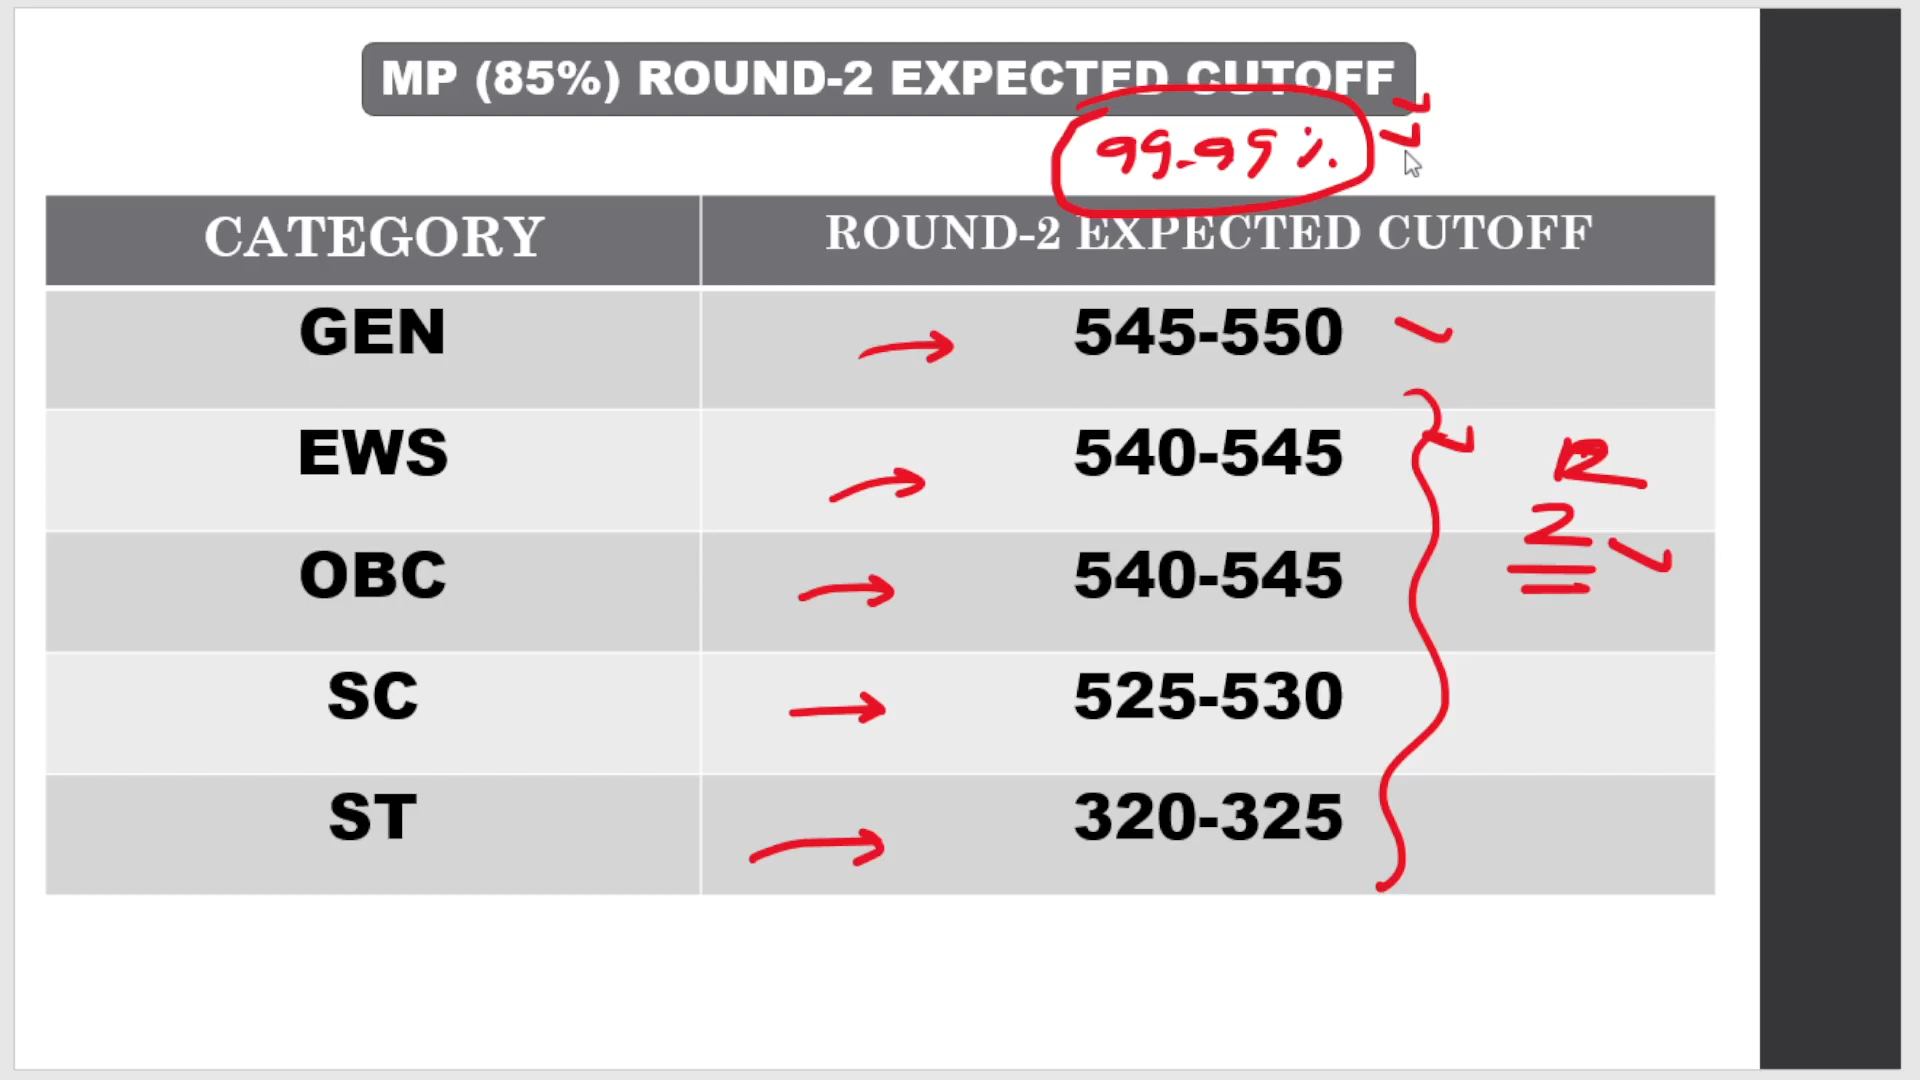 MP (85%) ROUND-2 EXPECTED CUTOFF
99-99 %.
CATEGORY ROUND-2 EXPECTED CUTOFF
GEN 545-550
EWS 540-545
R
2
OBC 540-545
SC 525-530
ST 320-325